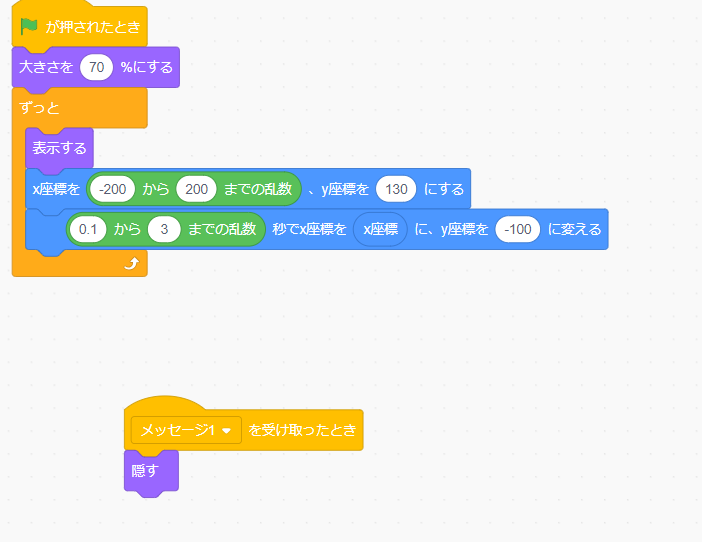 が押されたとき
大きさを 70 %にする
ずっと
表示する
x座標を -200 から 200 までの乱数 、y座標を 130 にする
0.1 から 3 までの乱数 秒でx座標を x座標 に、y座標を -100 に変える
メッセージ1 を受け取ったとき
隠す